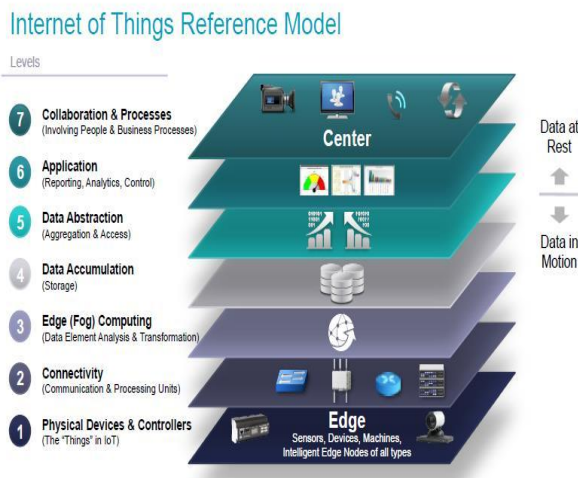 Internet of Things Reference Model
Levels
7
Collaboration & Processes
(Involving People & Business Processes)
6
Application
(Reporting, Analytics, Control)
5
Data Abstraction
(Aggregation & Access)
4
Data Accumulation
(Storage)
3
Edge (Fog) Computing
(Data Element Analysis & Transformation)
2
Connectivity
(Communication & Processing Units)
1
Physical Devices & Controllers
(The “Things” in IoT)
Center
Edge
Sensors, Devices, Machines,
Intelligent Edge Nodes of all types
Data at
Rest
Data in
Motion